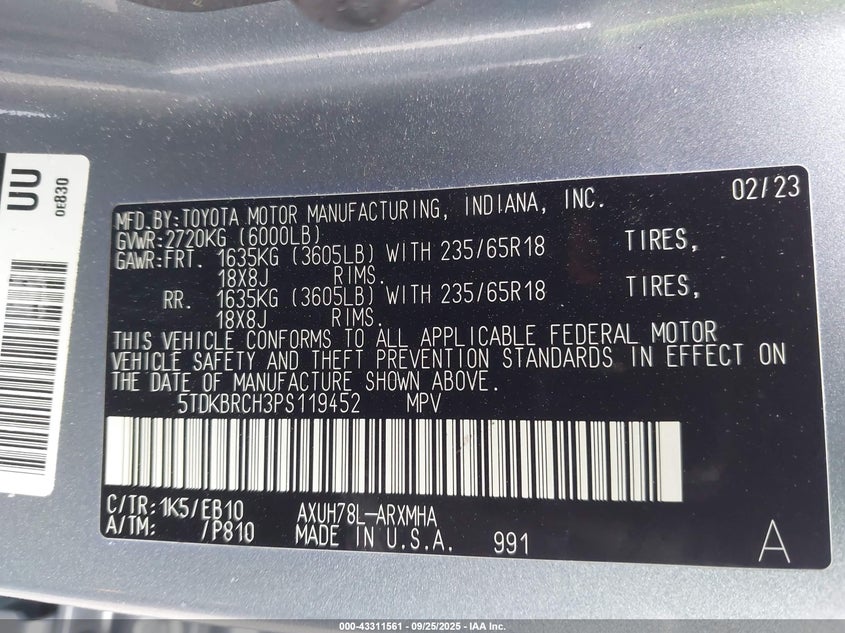 UU
0E830
MFD.BY:TOYOTA MOTOR MANUFACTURING, INDIANA, INC. 02/23
GVWR:2720KG (6000LB)
GAWR:FRT. 1635KG (3605LB) WITH 235/65R18 TIRES,
18X8J RIMS.
RR. 1635KG (3605LB) WITH 235/65R18 TIRES,
18X8J RIMS.
THIS VEHICLE CONFORMS TO ALL APPLICABLE FEDERAL MOTOR
VEHICLE SAFETY AND THEFT PREVENTION STANDARDS IN EFFECT ON
THE DATE OF MANUFACTURE SHOWN ABOVE.
5TDKBRCH3PS119452 MPV
C/TR:1K5/EB10 AXUH78L-ARXMHA
A/TM: /P810 MADE IN U.S.A. 991 A
000-43311561 - 09/25/2025 - IAA Inc.